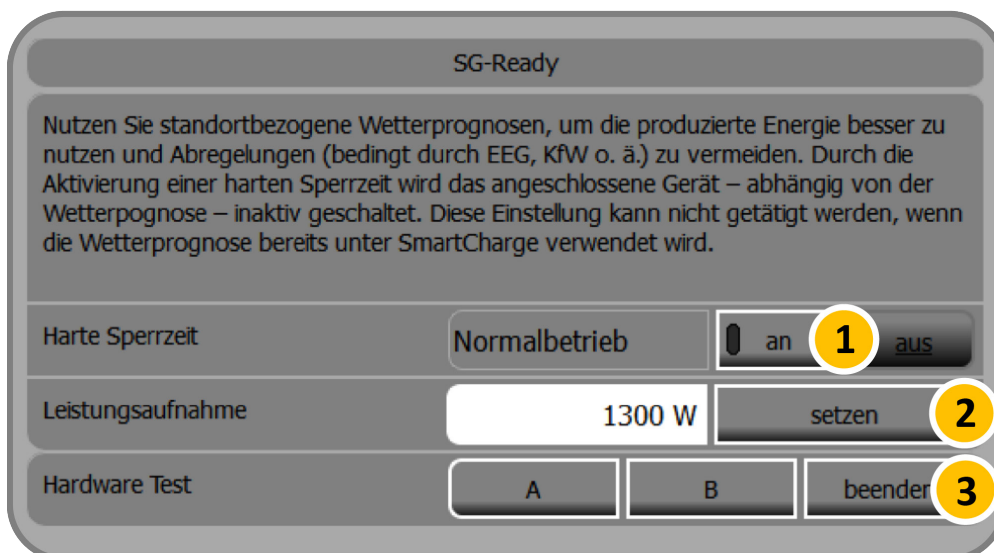 SG-Ready
Nutzen Sie standortbezogene Wetterprognosen, um die produzierte Energie besser zu
nutzen und Abregelungen (bedingt durch EEG, KfW o. ä.) zu vermeiden. Durch die
Aktivierung einer harten Sperrzeit wird das angeschlossene Gerät – abhängig von der
Wetterpognose – inaktiv geschaltet. Diese Einstellung kann nicht getätigt werden, wenn
die Wetterprognose bereits unter SmartCharge verwendet wird.
Harte Sperrzeit Normalbetrieb an 1 aus
Leistungsaufnahme 1300 W setzen 2
Hardware Test A B beenden 3